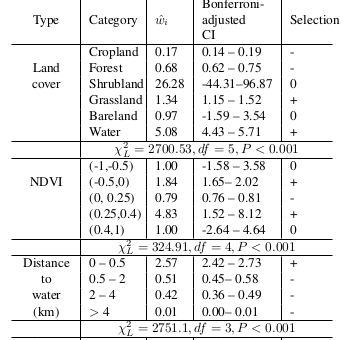 Type Category ŵᵢ Bonferroni-adjusted CI Selection
Cropland 0.17 0.14 – 0.19 -
Land Forest 0.68 0.62 – 0.75 -
cover Shrubland 26.28 -44.31–96.87 0
Grassland 1.34 1.15 – 1.52 +
Bareland 0.97 -1.59 – 3.54 0
Water 5.08 4.43 – 5.71 +
χ²_L = 2700.53, df = 5, P < 0.001
(-1,-0.5) 1.00 -1.58 – 3.58 0
NDVI (-0.5,0) 1.84 1.65– 2.02 +
(0, 0.25) 0.79 0.76 – 0.81 -
(0.25,0.4) 4.83 1.52 – 8.12 +
(0.4,1) 1.00 -2.64 – 4.64 0
χ²_L = 324.91, df = 4, P < 0.001
Distance 0 – 0.5 2.57 2.42 – 2.73 +
to 0.5 – 2 0.51 0.45– 0.58 -
water 2 – 4 0.42 0.36 – 0.49 -
(km) > 4 0.01 0.00– 0.01 -
χ²_L = 2751.1, df = 3, P < 0.001